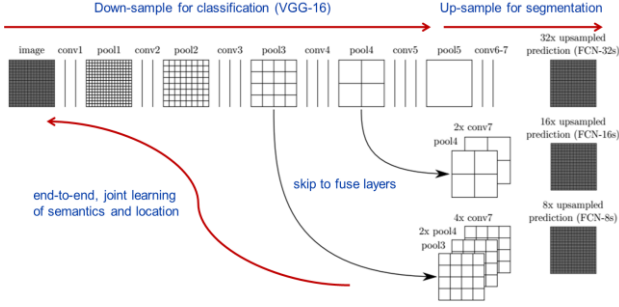 Down-sample for classification (VGG-16)
Up-sample for segmentation
image
conv1
pool1
conv2
pool2
conv3
pool3
conv4
pool4
conv5
pool5
conv6-7
32x upsampled
prediction (FCN-32s)
2x conv7
pool4
16x upsampled
prediction (FCN-16s)
end-to-end, joint learning
of semantics and location
skip to fuse layers
4x conv7
2x pool4
pool3
8x upsampled
prediction (FCN-8s)